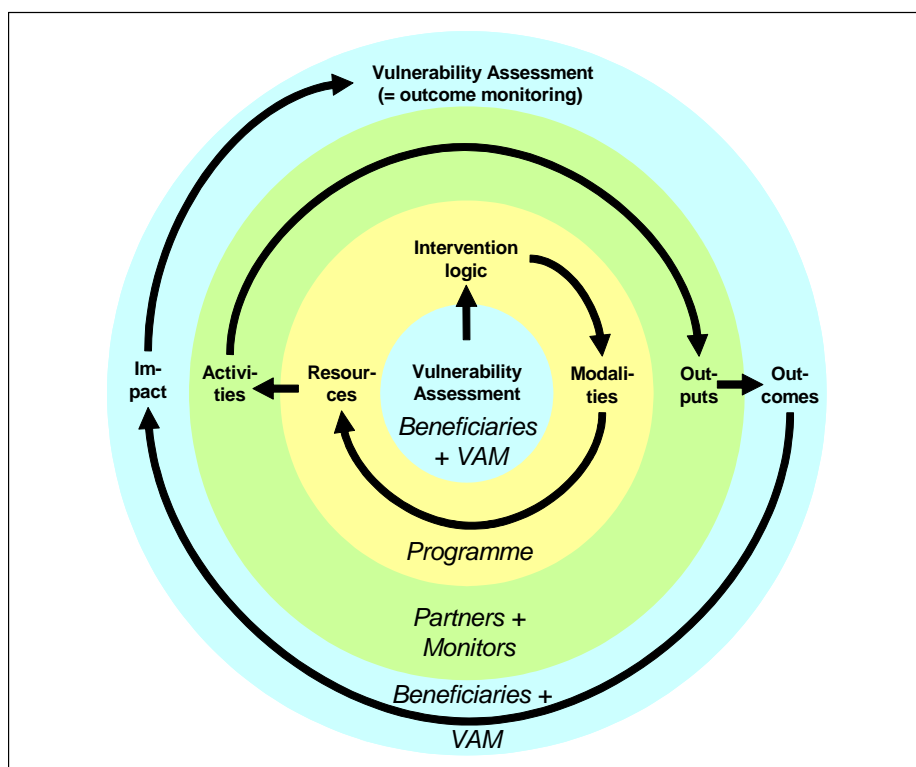 Vulnerability Assessment
(= outcome monitoring)
Intervention
logic
Im-
pact
Activi-
ties
Resour-
ces
Vulnerability
Assessment
Beneficiaries
+ VAM
Modali-
ties
Out-
puts
Out-
comes
Programme
Partners +
Monitors
Beneficiaries +
VAM